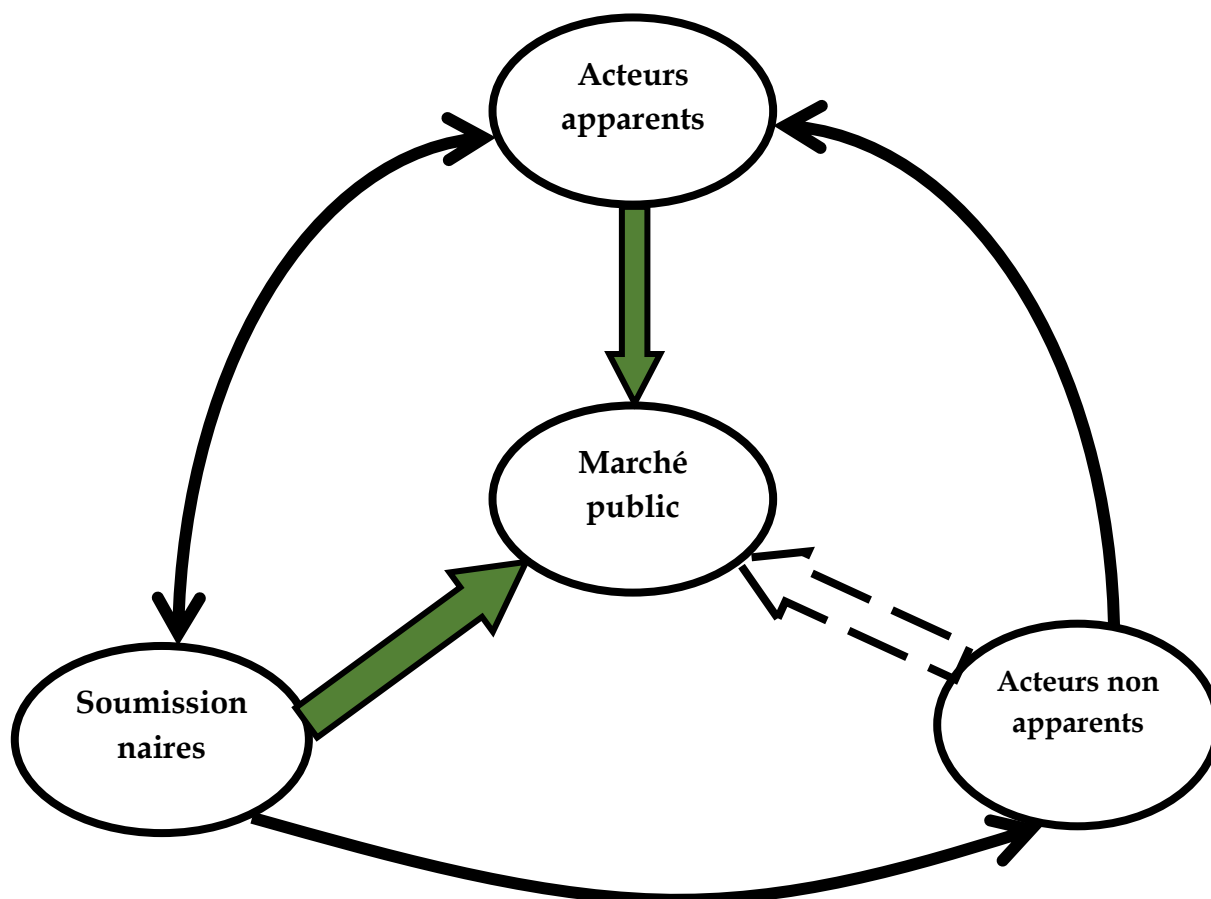 Acteurs
apparents
Marché
public
Soumission
naires
Acteurs non
apparents